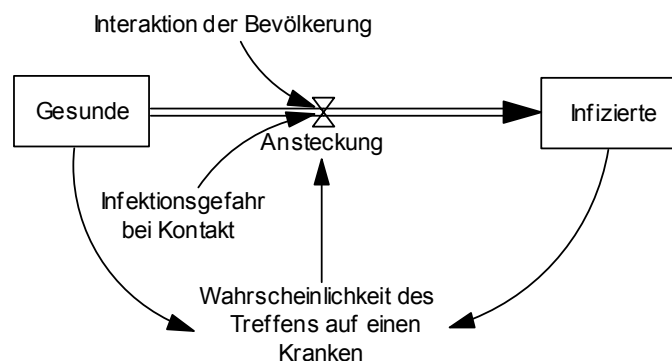 Interaktion der Bevölkerung
Gesunde
Infizierte
Ansteckung
Infektionsgefahr
bei Kontakt
Wahrscheinlichkeit des
Treffens auf einen
Kranken